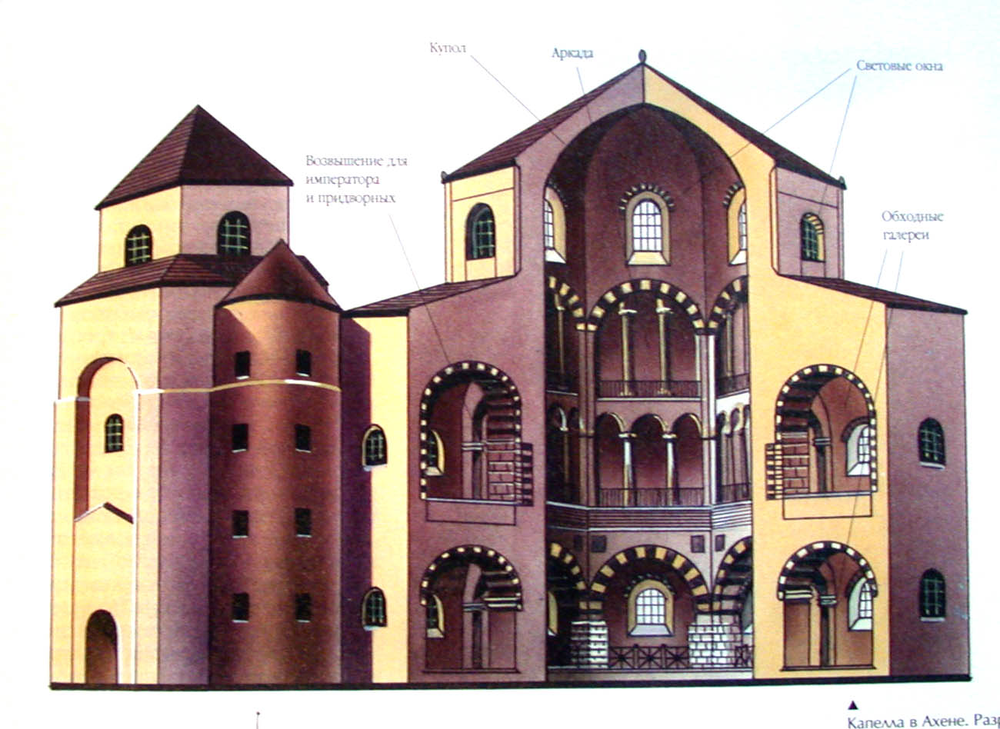 Купол
Аркада
Световые окна
Возвышение для
императора
и придворных
Обходные
галереи
Капелла в Ахене. Разр